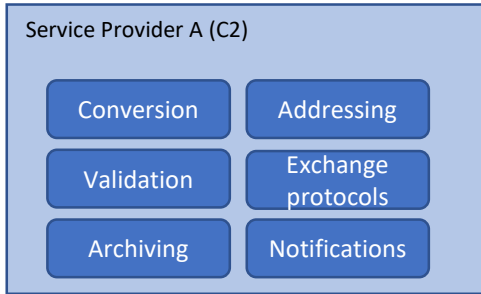 Service Provider A (C2)
Conversion
Addressing
Validation
Exchange
protocols
Archiving
Notifications